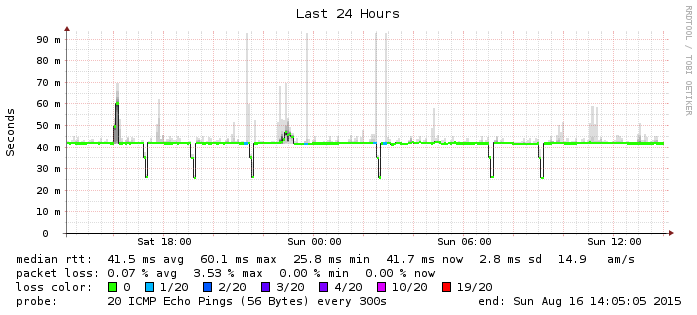 Last 24 Hours
RRDTOOL / TOBI OETIKER
Seconds
90 m
80 m
70 m
60 m
50 m
40 m
30 m
20 m
10 m
0
Sat 18:00 Sun 00:00 Sun 06:00 Sun 12:00
median rtt: 41.5 ms avg 60.1 ms max 25.8 ms min 41.7 ms now 2.8 ms sd 14.9 am/s
packet loss: 0.07 % avg 3.53 % max 0.00 % min 0.00 % now
loss color: 0 1/20 2/20 3/20 4/20 10/20 19/20
probe: 20 ICMP Echo Pings (56 Bytes) every 300s end: Sun Aug 16 14:05:05 2015